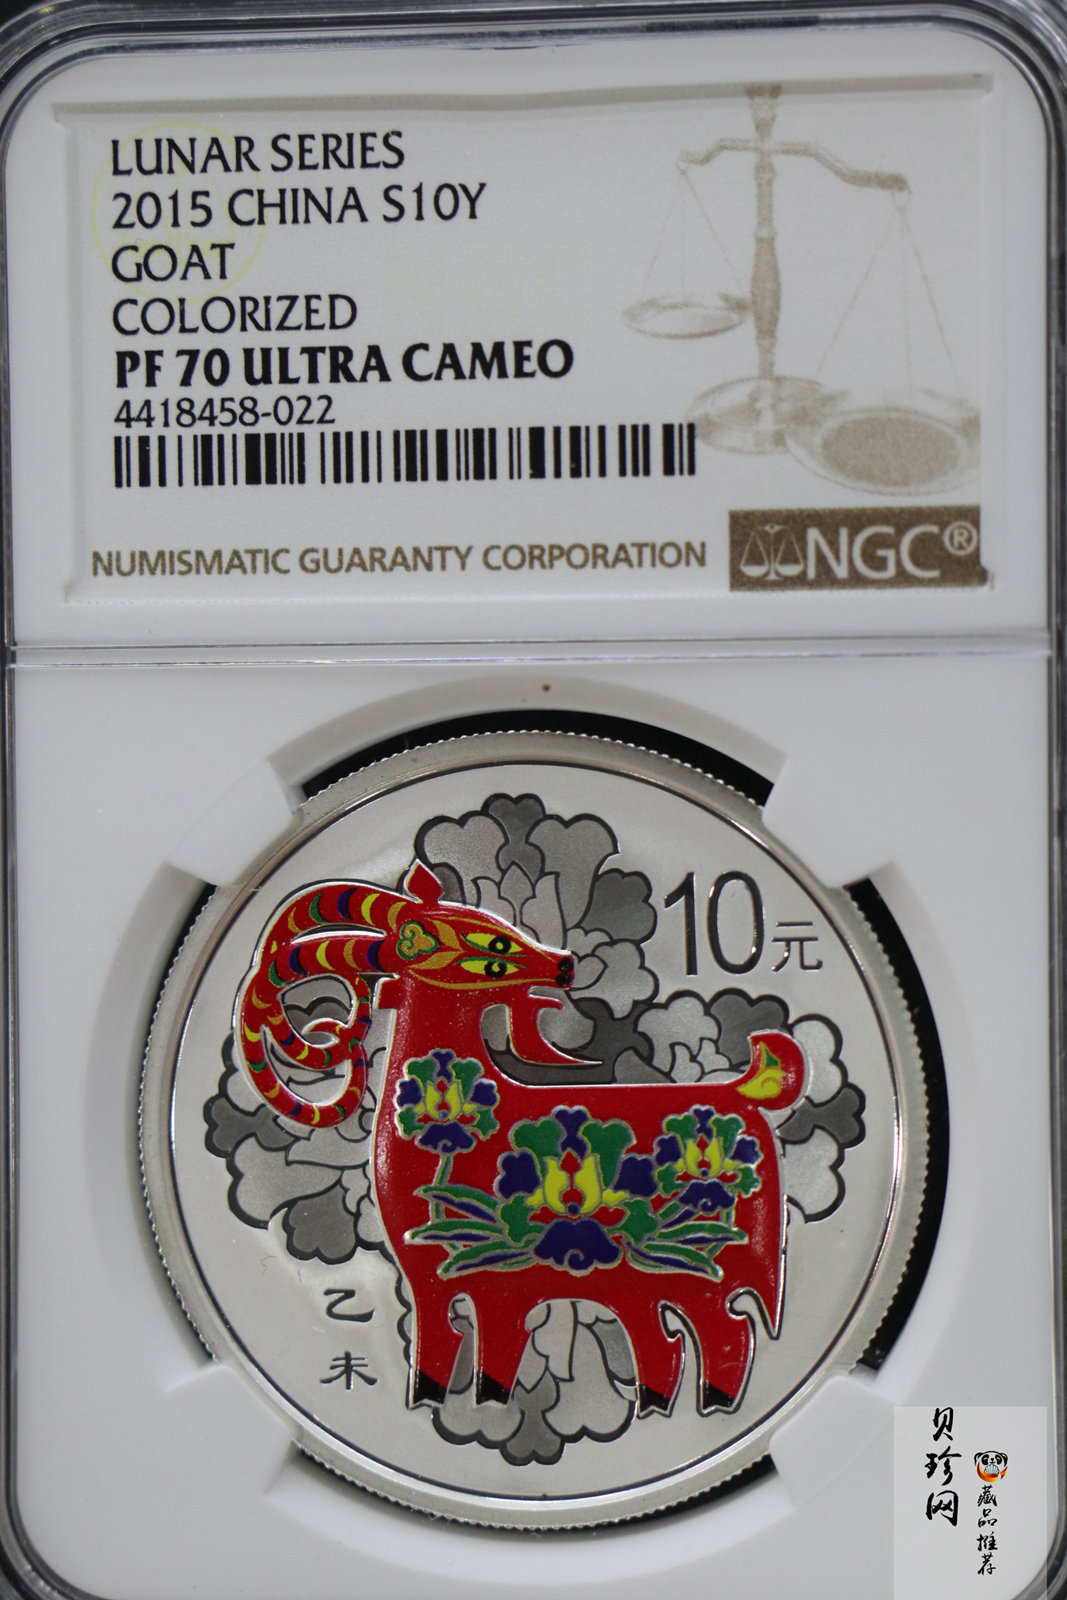 LUNAR SERIES
2015 CHINA S10Y
GOAT
COLORIZED
PF 70 ULTRA CAMEO
4418458-022
NUMISMATIC GUARANTY CORPORATION
NGC®
10元
乙未
贝珍网
藏品推荐